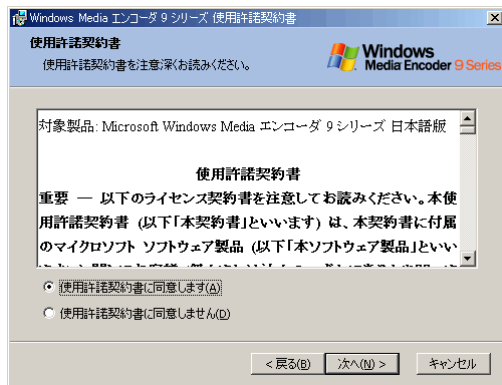 Windows Media エンコーダ 9 シリーズ 使用許諾契約書
使用許諾契約書
使用許諾契約書を注意深くお読みください。
Windows
Media Encoder 9 Series
対象製品: Microsoft Windows Media エンコーダ 9 シリーズ 日本語版
使用許諾契約書
重要 — 以下のライセンス契約書を注意してお読みください。本使
用許諾契約書 (以下「本契約書」といいます) は、本契約書に付属
のマイクロソフト ソフトウェア製品 (以下「本ソフトウェア製品」といい
使用許諾契約書に同意します(A)
使用許諾契約書に同意しません(D)
< 戻る(B)
次へ(N) >
キャンセル